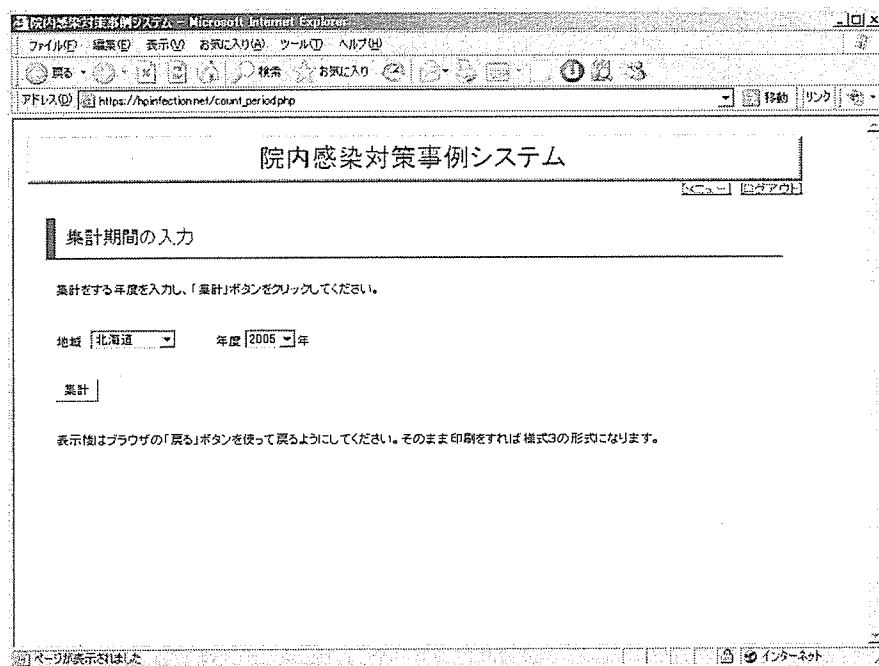 院内感染対策事例システム - Microsoft Internet Explorer
ファイル(F) 編集(E) 表示(V) お気に入り(A) ツール(T) ヘルプ(H)
戻る 検索 お気に入り
アドレス(D) https://hpinfection.net/count_period.php 移動 リンク
院内感染対策事例システム
メニュー ログアウト
集計期間の入力
集計をする年度を入力し、「集計」ボタンをクリックしてください。
地域 北海道 年度 2005 年
集計
表示後はブラウザの「戻る」ボタンを使って戻るようにしてください。そのまま印刷をすれば様式3の形式になります。
ページが表示されました インターネット